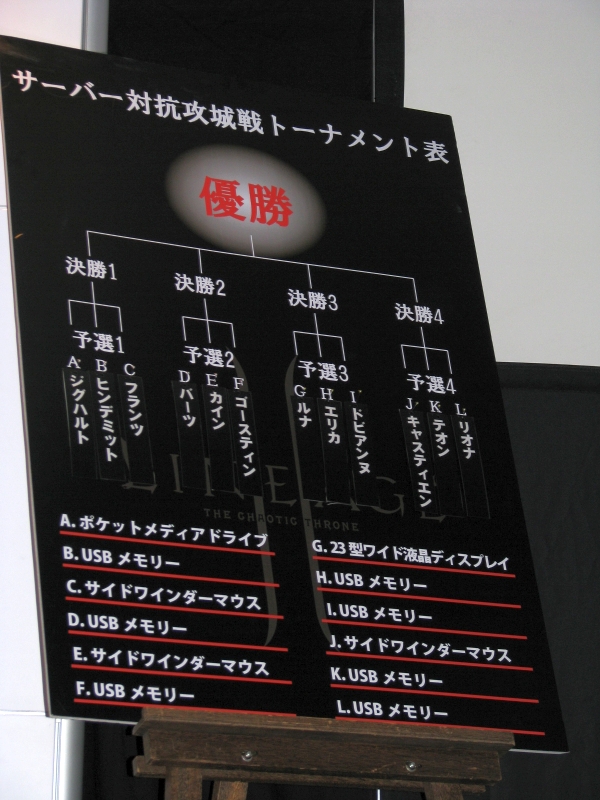 サーバー対抗攻城戦トーナメント表
優勝
決勝1
決勝2
決勝3
決勝4
予選1
予選2
予選3
予選4
A ジグハルト
B ヒンデミット
C フランツ
D バーツ
E カイン
F ゴースティン
G ルナ
H エリカ
I ドビアンヌ
J キャスティエン
K テオン
L リオナ
LINEAGE II
THE CHAOTIC THRONE
A. ポケットメディアドライブ
B. USB メモリー
C. サイドワインダーマウス
D. USB メモリー
E. サイドワインダーマウス
F. USB メモリー
G. 23型ワイド液晶ディスプレイ
H. USB メモリー
I. USB メモリー
J. サイドワインダーマウス
K. USB メモリー
L. USB メモリー